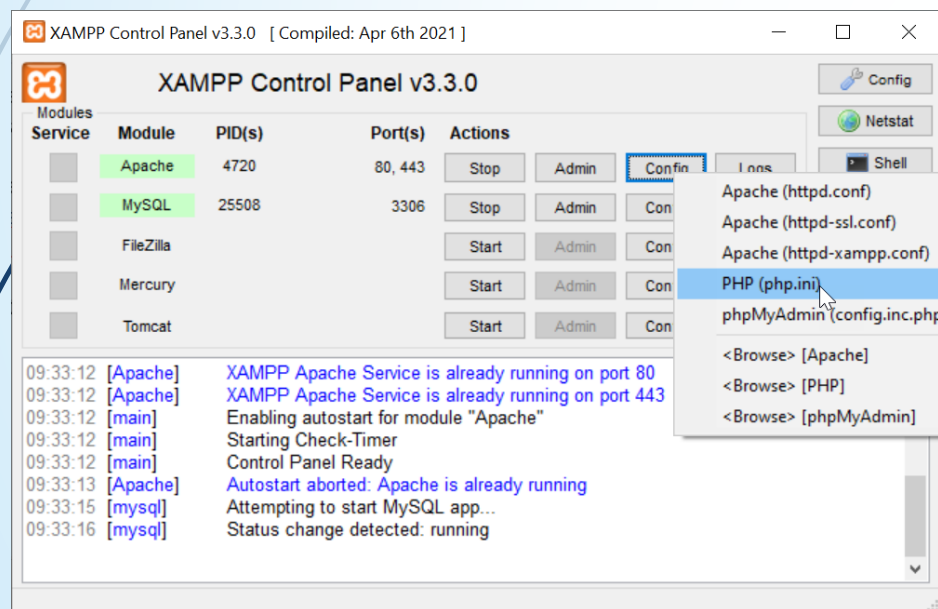 XAMPP Control Panel v3.3.0 [ Compiled: Apr 6th 2021 ]
XAMPP Control Panel v3.3.0
Config
Netstat
Shell
Modules
Service Module PID(s) Port(s) Actions
Apache 4720 80, 443 Stop Admin Config Logs
MySQL 25508 3306 Stop Admin Con
FileZilla Start Admin Con
Mercury Start Admin Con
Tomcat Start Admin Con
Apache (httpd.conf)
Apache (httpd-ssl.conf)
Apache (httpd-xampp.conf)
PHP (php.ini)
phpMyAdmin (config.inc.php
<Browse> [Apache]
<Browse> [PHP]
<Browse> [phpMyAdmin]
09:33:12 [Apache] XAMPP Apache Service is already running on port 80
09:33:12 [Apache] XAMPP Apache Service is already running on port 443
09:33:12 [main] Enabling autostart for module "Apache"
09:33:12 [main] Starting Check-Timer
09:33:12 [main] Control Panel Ready
09:33:13 [Apache] Autostart aborted: Apache is already running
09:33:15 [mysql] Attempting to start MySQL app...
09:33:16 [mysql] Status change detected: running